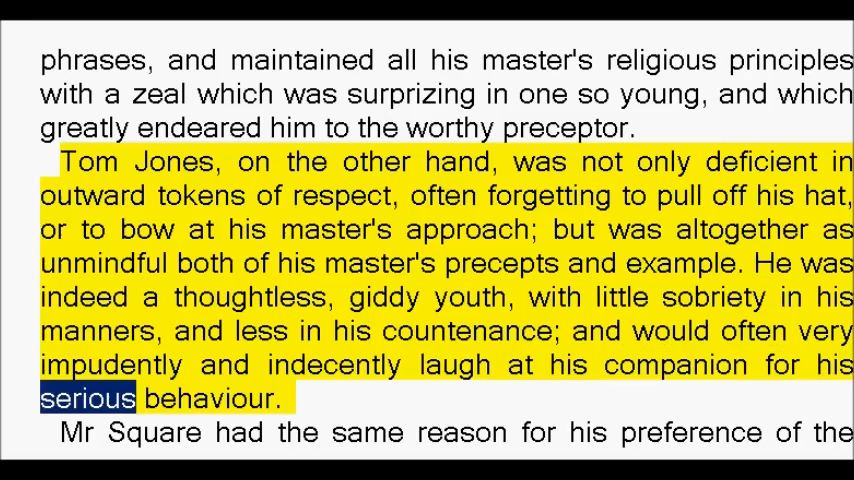 phrases, and maintained all his master's religious principles
with a zeal which was surprizing in one so young, and which
greatly endeared him to the worthy preceptor.
Tom Jones, on the other hand, was not only deficient in
outward tokens of respect, often forgetting to pull off his hat,
or to bow at his master's approach; but was altogether as
unmindful both of his master's precepts and example. He was
indeed a thoughtless, giddy youth, with little sobriety in his
manners, and less in his countenance; and would often very
impudently and indecently laugh at his companion for his
serious behaviour.
Mr Square had the same reason for his preference of the